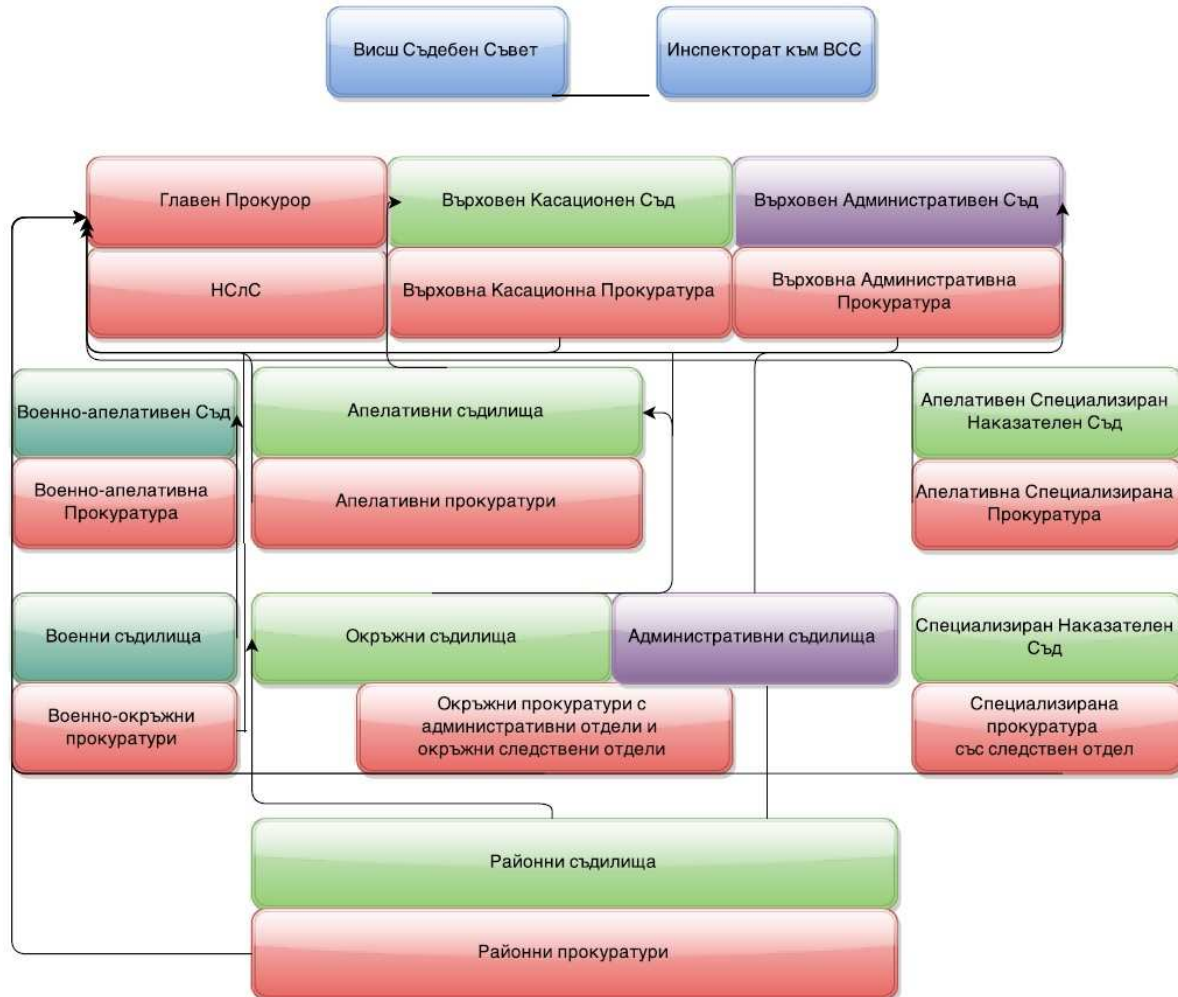 Висш Съдебен Съвет
Инспекторат към ВСС
Главен Прокурор
Върховен Касационен Съд
Върховен Административен Съд
НСлС
Върховна Касационна Прокуратура
Върховна Административна
Прокуратура
Военно-апелативен Съд
Апелативни съдилища
Апелативен Специализиран
Наказателен Съд
Военно-апелативна
Прокуратура
Апелативни прокуратури
Апелативна Специализирана
Прокуратура
Военни съдилища
Окръжни съдилища
Административни съдилища
Специализиран Наказателен
Съд
Военно-окръжни
прокуратури
Окръжни прокуратури с
административни отдели и
окръжни следствени отдели
Специализирана
прокуратура
със следствен отдел
Районни съдилища
Районни прокуратури